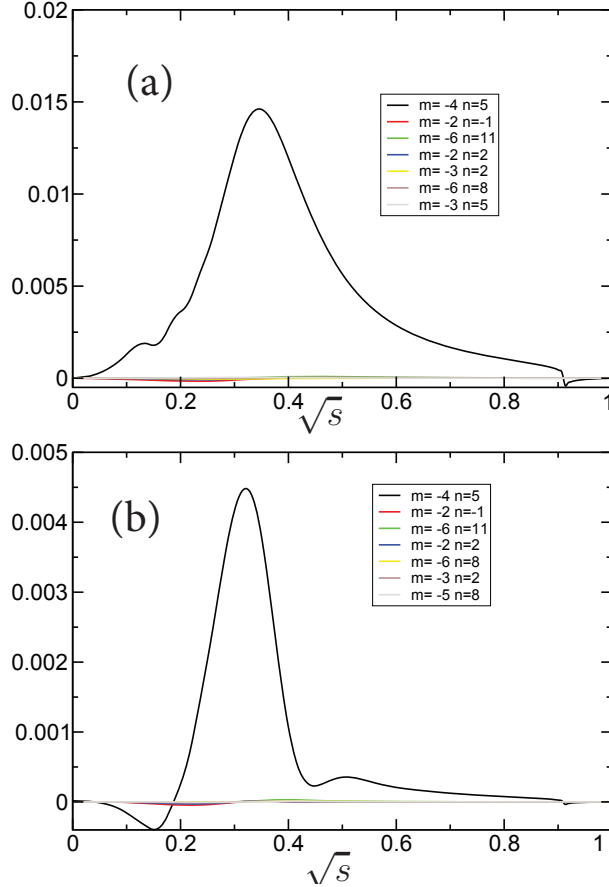 0.02
(a)
0.015
m= -4 n=5
m= -2 n=-1
m= -6 n=11
m= -2 n=2
m= -3 n=2
m= -6 n=8
m= -3 n=5
0.01
0.005
0
0 0.2 0.4 0.6 0.8 1
√s
0.005
(b)
m= -4 n=5
m= -2 n=-1
m= -6 n=11
m= -2 n=2
m= -6 n=8
m= -3 n=2
m= -5 n=8
0.004
0.003
0.002
0.001
0
0 0.2 0.4 0.6 0.8 1
√s